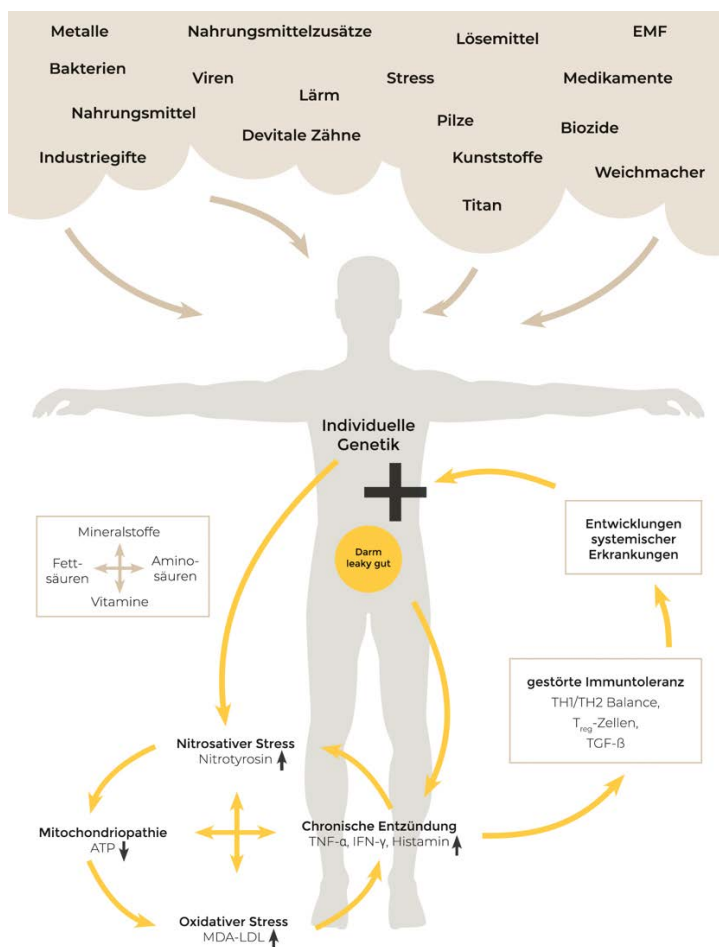 Metalle
Nahrungsmittelzusätze
Lösemittel
EMF
Bakterien
Viren
Stress
Medikamente
Lärm
Nahrungsmittel
Pilze
Biozide
Devitale Zähne
Industriegifte
Kunststoffe
Weichmacher
Titan
Individuelle
Genetik
Darm
leaky gut
Mineralstoffe
Fett-
säuren
Amino-
säuren
Vitamine
Entwicklungen
systemischer
Erkrankungen
gestörte Immuntoleranz
TH1/TH2 Balance,
Treg-Zellen,
TGF-ß
Nitrosativer Stress
Nitrotyrosin
Mitochondriopathie
ATP
Chronische Entzündung
TNF-α, IFN-γ, Histamin
Oxidativer Stress
MDA-LDL